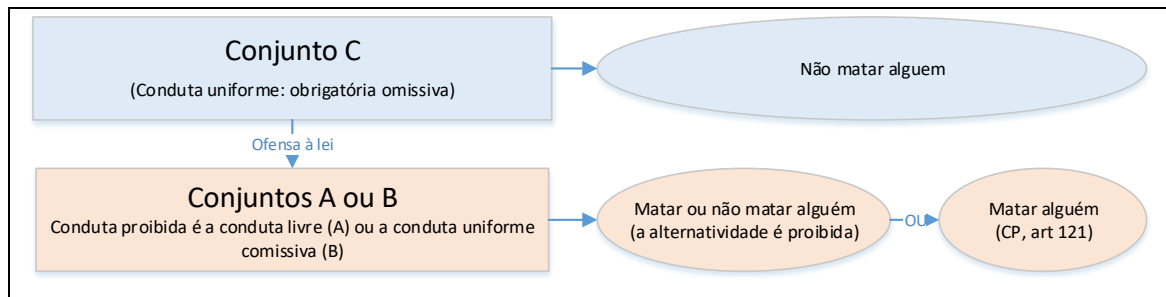 Conjunto C
(Conduta uniforme: obrigatória omissiva)
Não matar alguem
Ofensa à lei
Conjuntos A ou B
Conduta proibida é a conduta livre (A) ou a conduta uniforme
comissiva (B)
Matar ou não matar alguém
(a alternatividade é proibida)
OU
Matar alguém
(CP, art 121)